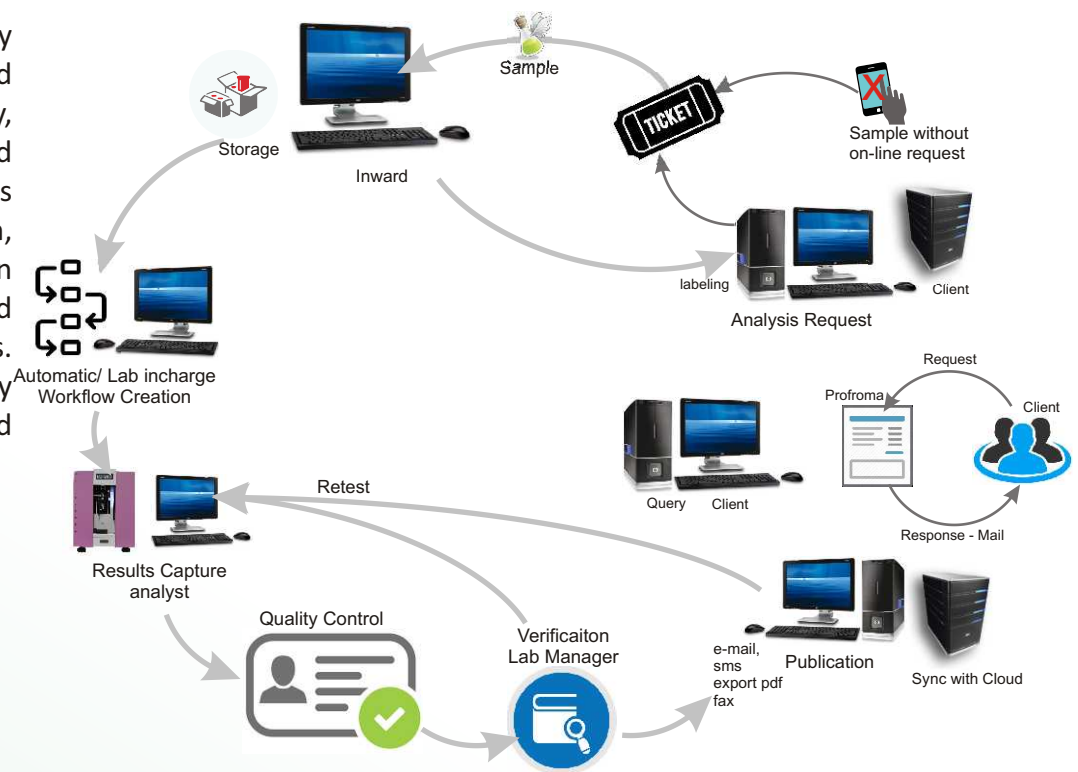 y
d
y,
d
s
,
n
d
s.
y
d
Sample
TICKET
Sample without
on-line request
Storage
Inward
labeling
Client
Analysis Request
Automatic/ Lab incharge
Workflow Creation
Request
Profroma
Client
Query Client
Response - Mail
Retest
Results Capture
analyst
Quality Control
Verificaiton
Lab Manager
e-mail,
sms
export pdf
fax
Publication
Sync with Cloud